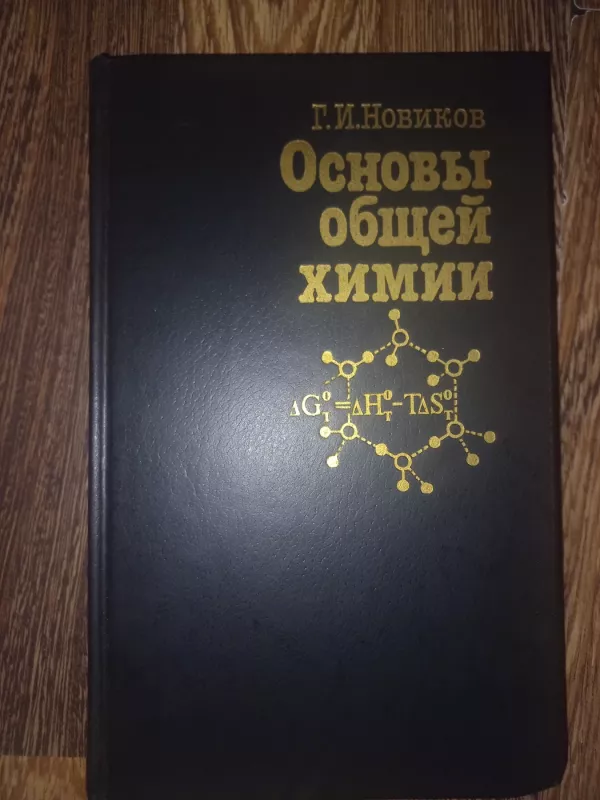 Г.И.Новиков
Основы
общей
химии
ΔG°т=ΔH°т-TΔS°т